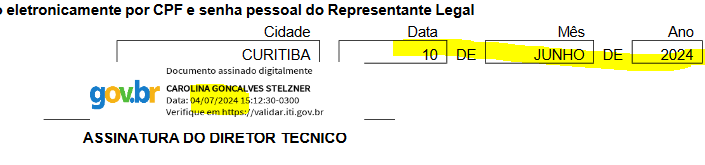 o eletronicamente por CPF e senha pessoal do Representante Legal
Cidade Data Mês Ano
CURITIBA 10 DE JUNHO DE 2024
Documento assinado digitalmente
gov.br
CAROLINA GONCALVES STELZNER
Data: 04/07/2024 15:12:30-0300
Verifique em https://validar.iti.gov.br
ASSINATURA DO DIRETOR TECNICO